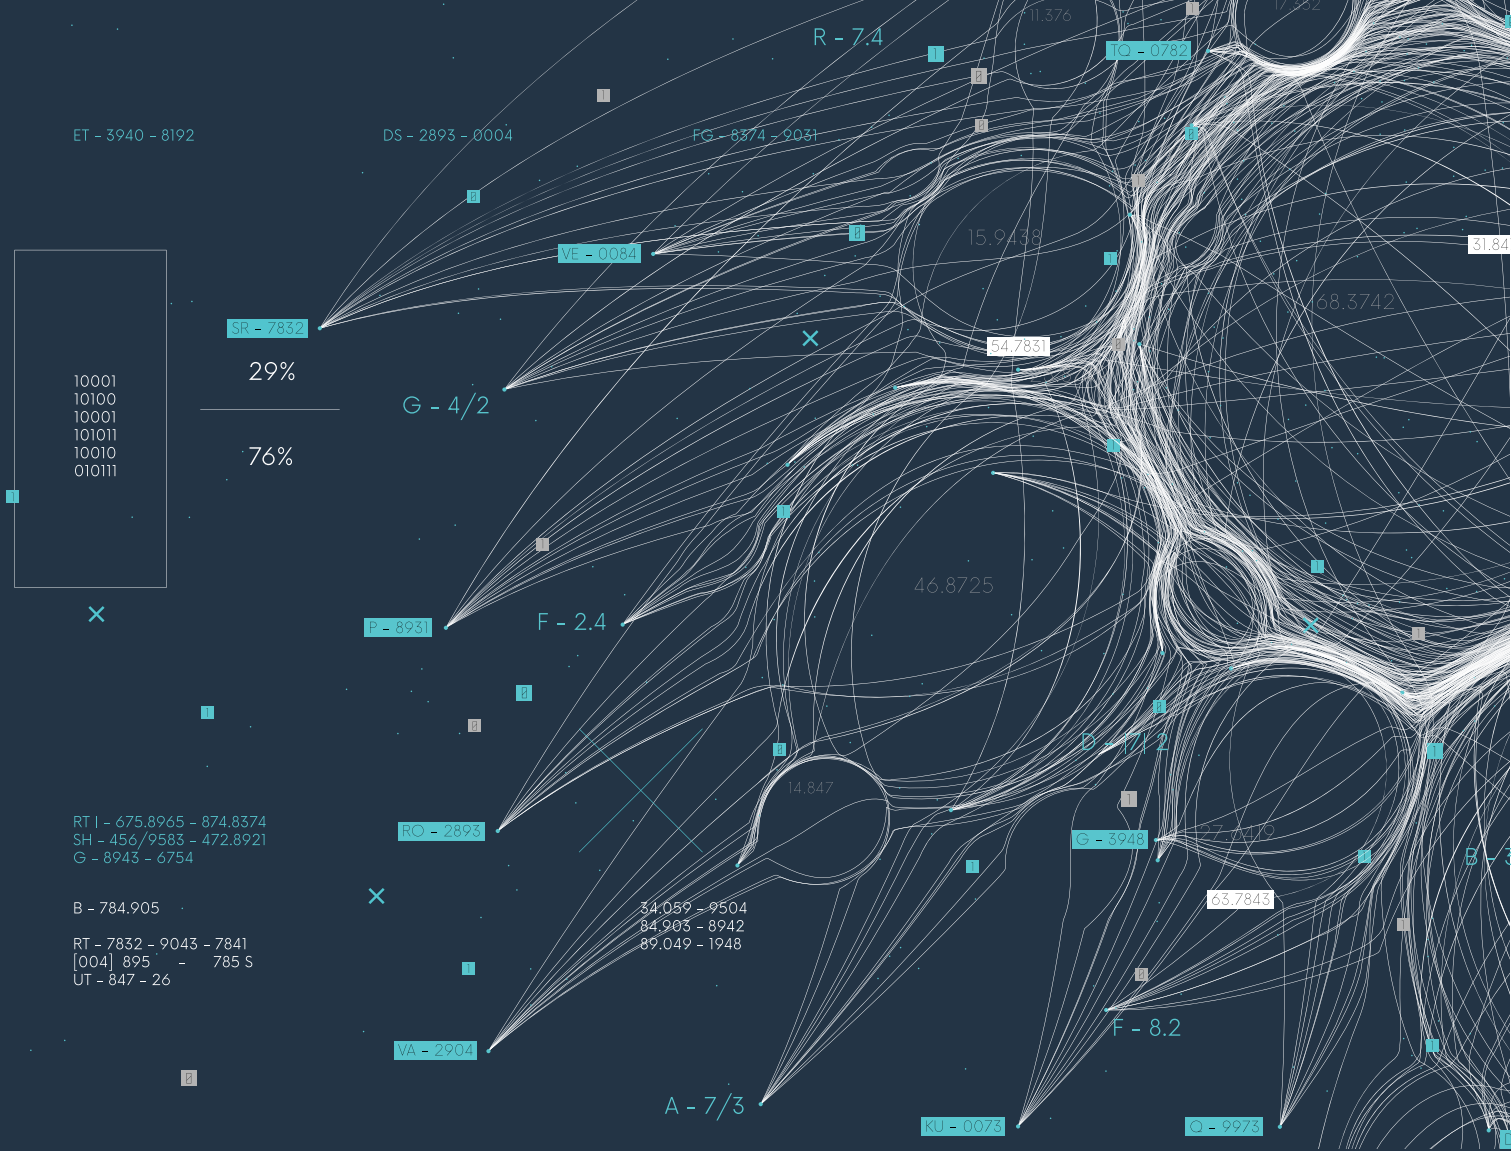 17.352
11.376
R – 7.4
TQ – 0782
ET – 3940 – 8192
DS – 2893 – 0004
FG – 8374 – 9031
15.9438
31.84
VE – 0084
68.3742
SR – 7832
54.7831
29%
10001
10100
10001
101011
10010
010111
G – 4/2
76%
46.8725
P – 8931
F – 2.4
14.847
RT I – 675.8965 – 874.8374
SH – 456/9583 – 472.8921
G – 8943 – 6754
RO – 2893
G – 3948
63.7843
B – 784.905
34.059 – 9504
84.903 – 8942
89.049 – 1948
RT – 7832 – 9043 – 7841
[004] 895 – 785 S
UT – 847 – 26
F – 8.2
VA – 2904
A – 7/3
KU – 0073
Q – 9973